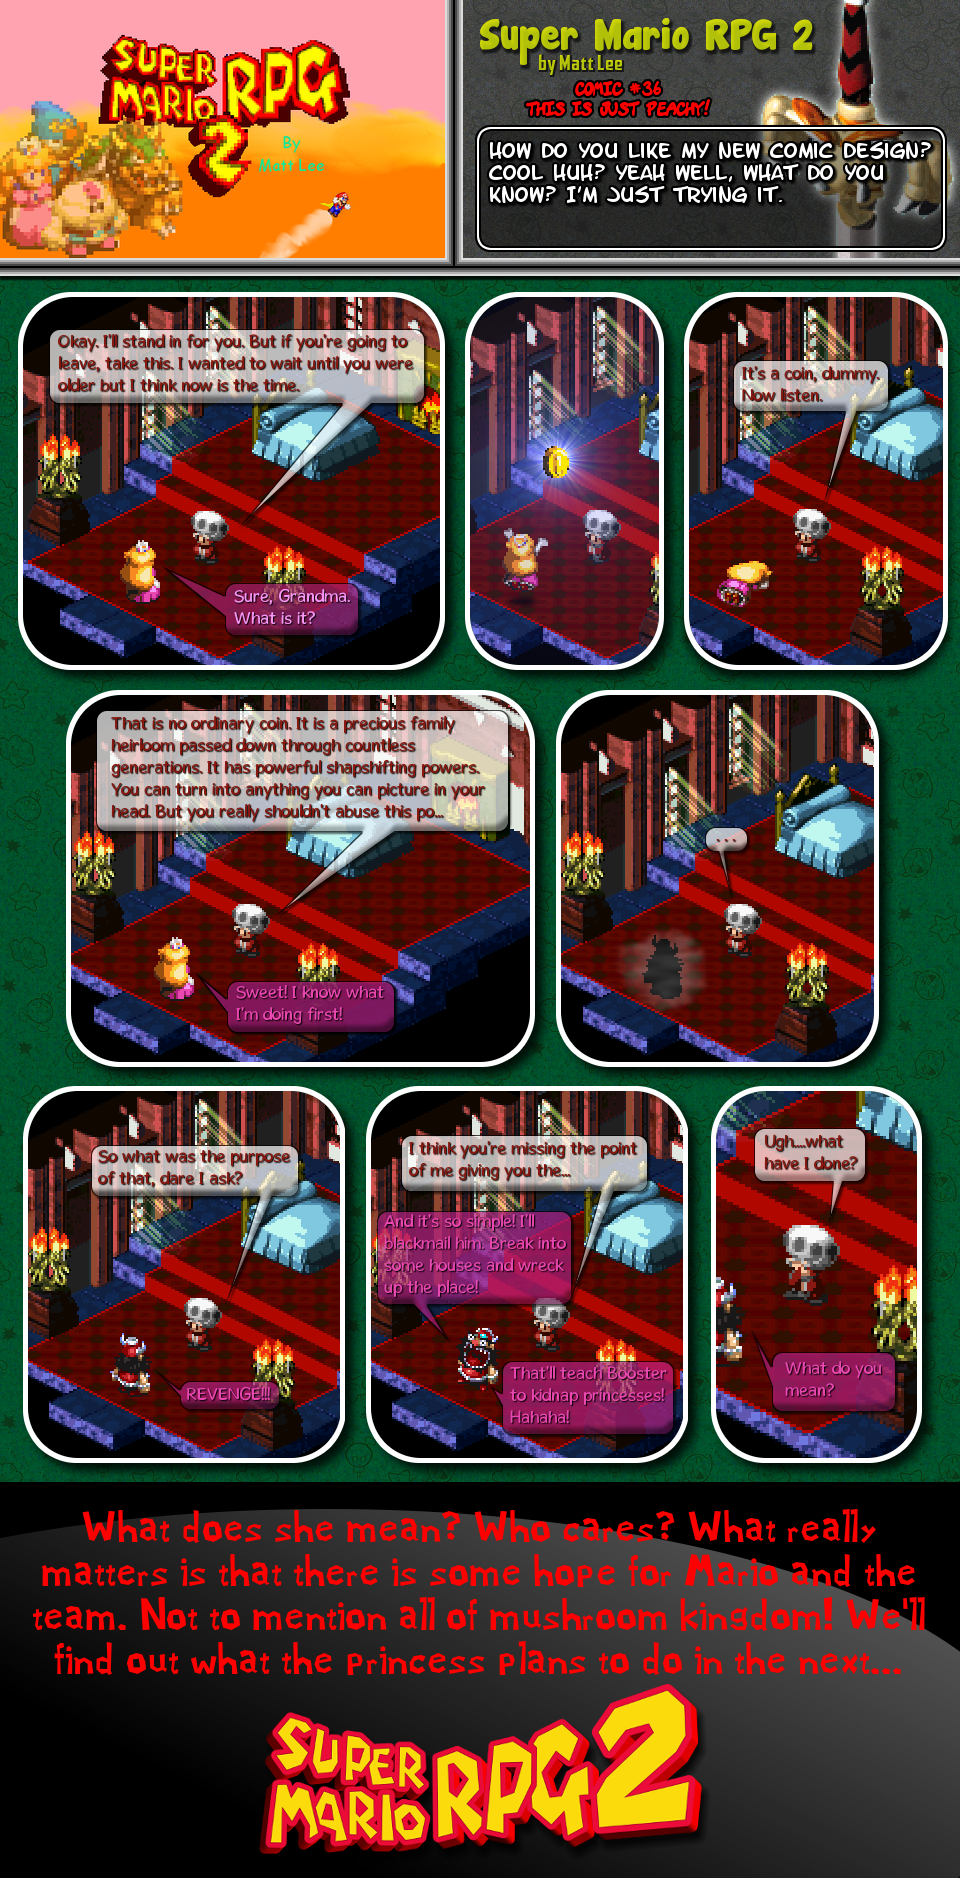 SUPER
MARIO RPG
2
By
Matt Lee
Super Mario RPG 2
by Matt Lee
COMIC #36
THIS IS JUST PEACHY!
HOW DO YOU LIKE MY NEW COMIC DESIGN?
COOL HUH? YEAH WELL, WHAT DO YOU
KNOW? I'M JUST TRYING IT.
Okay. I'll stand in for you. But if you're going to
leave, take this. I wanted to wait until you were
older but I think now is the time.
Sure, Grandma.
What is it?
It's a coin, dummy.
Now listen.
That is no ordinary coin. It is a precious family
heirloom passed down through countless
generations. It has powerful shapshifting powers.
You can turn into anything you can picture in your
head. But you really shouldn't abuse this po...
Sweet! I know what
I'm doing first!
...
So what was the purpose
of that, dare I ask?
REVENGE!!!
I think you're missing the point
of me giving you the...
And it's so simple! I'll
blackmail him. Break into
some houses and wreck
up the place!
That'll teach Booster
to kidnap princesses!
Hahaha!
Ugh....what
have I done?
What do you
mean?
What does she mean? Who cares? What really
matters is that there is some hope for Mario and the
team. Not to mention all of mushroom kingdom! We'll
find out what the Princess plans to do in the next...
SUPER
MARIO RPG 2